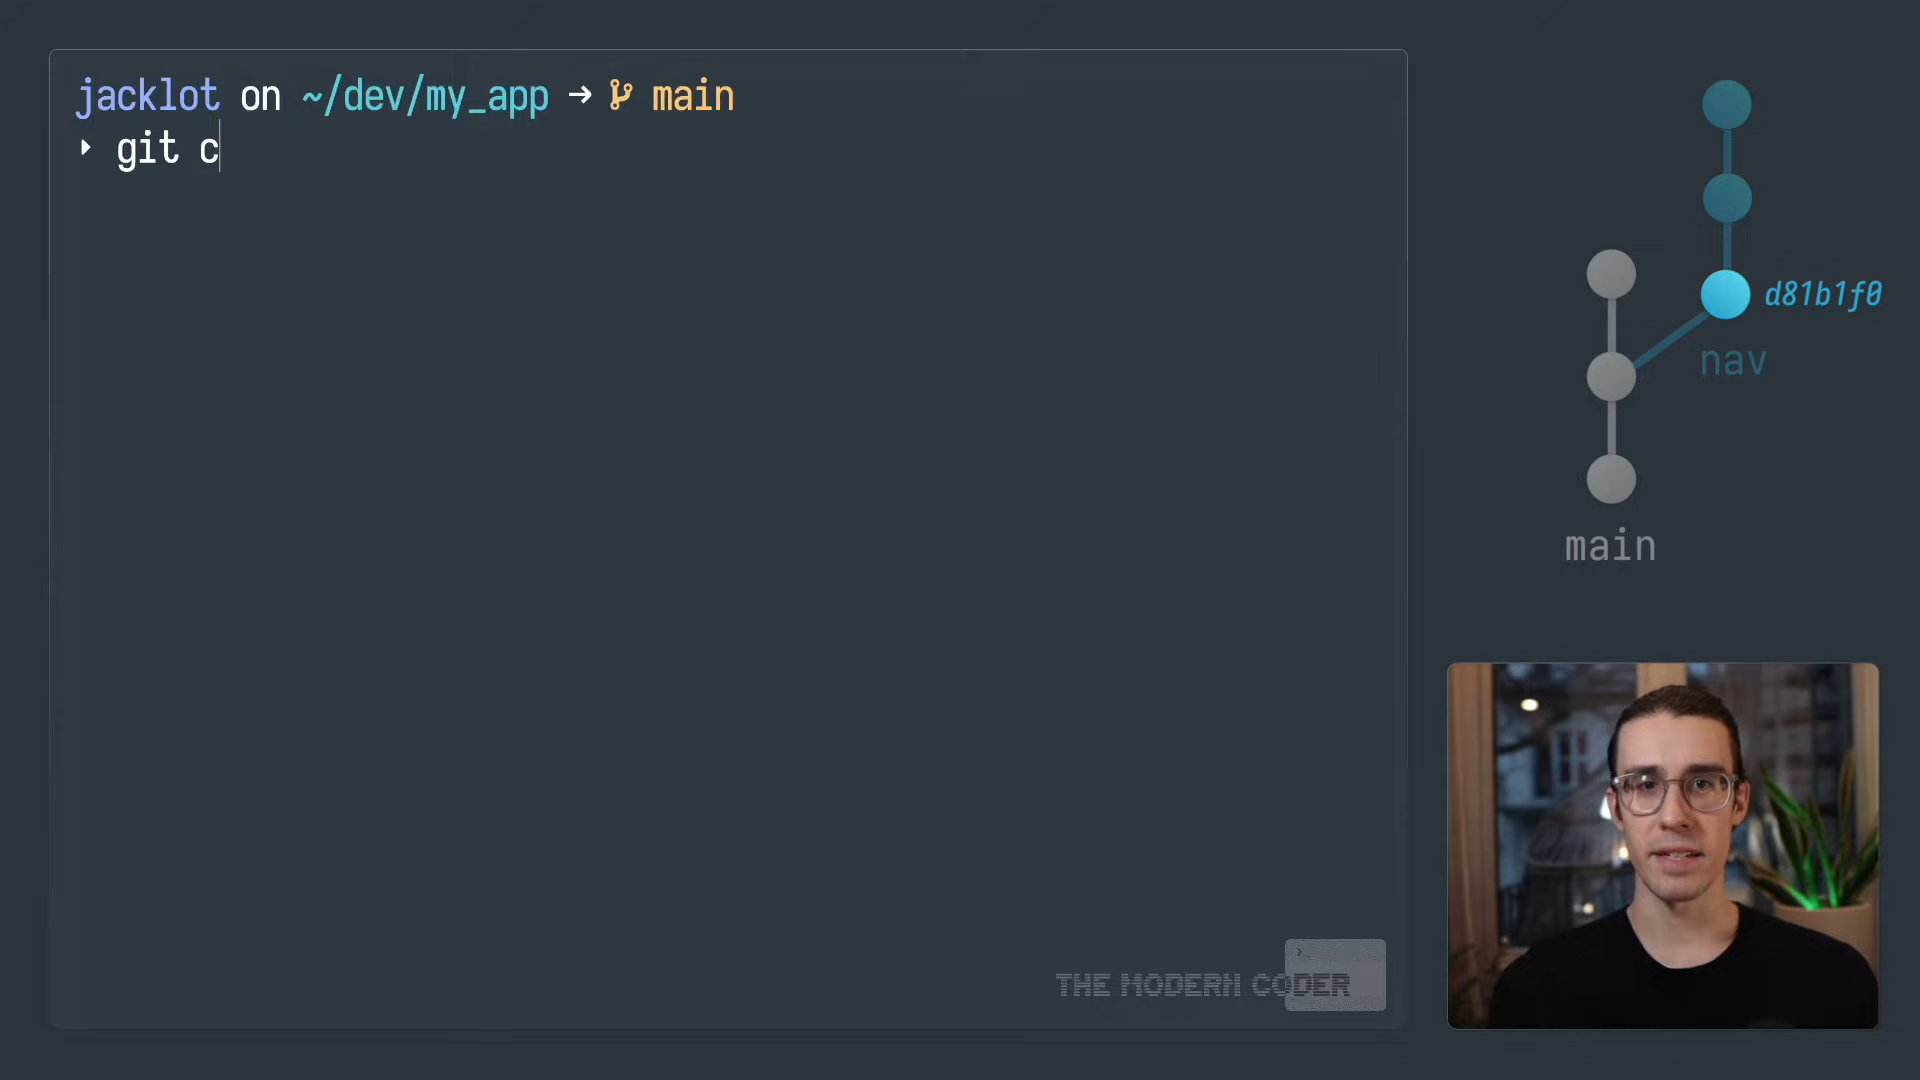 jacklot on ~/dev/my_app → main
‣ git c
d81b1f0
nav
main
THE MODERN CODER